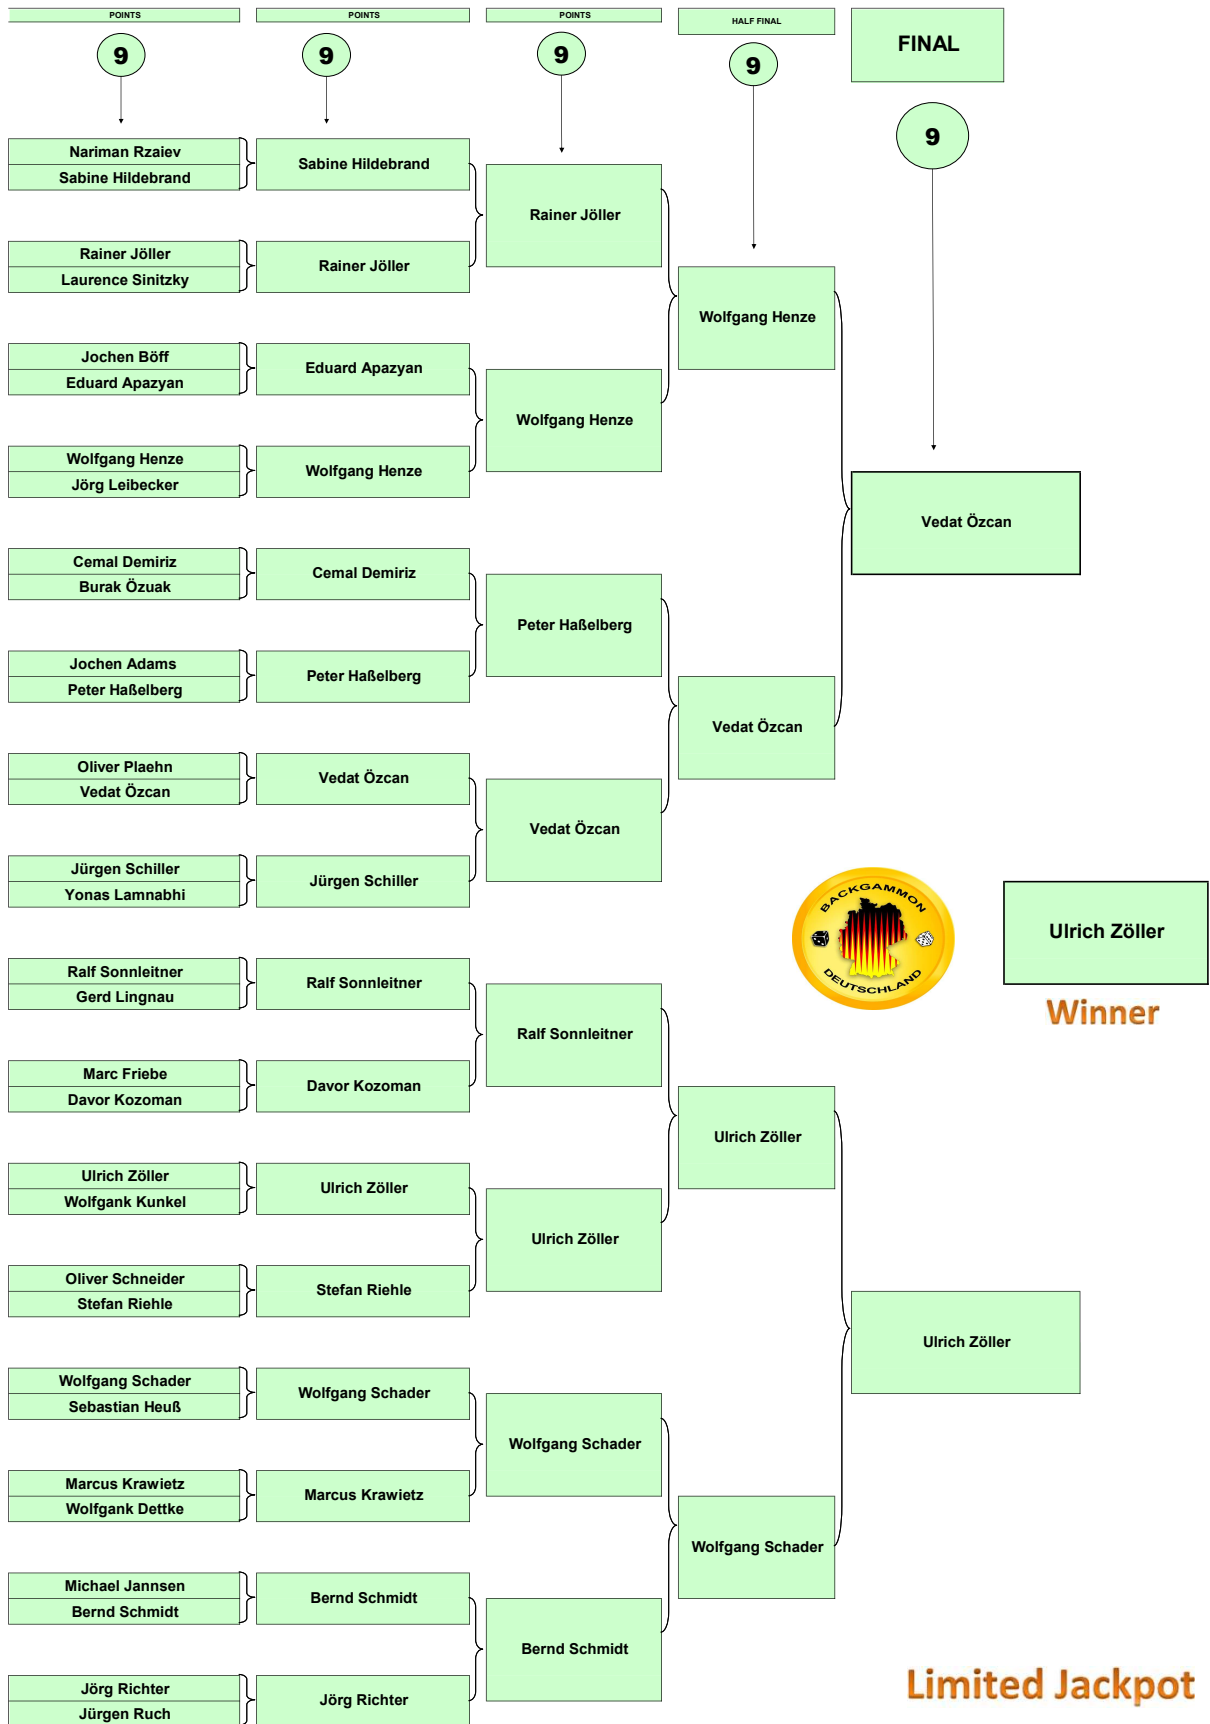 POINTS
POINTS
POINTS
HALF FINAL
FINAL
9
9
9
9
9
Nariman Rzaiev
Sabine Hildebrand
Rainer Jöller
Laurence Sinitzky
Jochen Böff
Eduard Apazyan
Wolfgang Henze
Jörg Leibecker
Cemal Demiriz
Burak Özuak
Jochen Adams
Peter Haßelberg
Oliver Plaehn
Vedat Özcan
Jürgen Schiller
Yonas Lamnabhi
Ralf Sonnleitner
Gerd Lingnau
Marc Friebe
Davor Kozoman
Ulrich Zöller
Wolfgank Kunkel
Oliver Schneider
Stefan Riehle
Wolfgang Schader
Sebastian Heuß
Marcus Krawietz
Wolfgank Dettke
Michael Jannsen
Bernd Schmidt
Jörg Richter
Jürgen Ruch
Sabine Hildebrand
Rainer Jöller
Eduard Apazyan
Wolfgang Henze
Cemal Demiriz
Peter Haßelberg
Vedat Özcan
Jürgen Schiller
Ralf Sonnleitner
Davor Kozoman
Ulrich Zöller
Stefan Riehle
Wolfgang Schader
Marcus Krawietz
Bernd Schmidt
Jörg Richter
Rainer Jöller
Wolfgang Henze
Peter Haßelberg
Vedat Özcan
Ralf Sonnleitner
Ulrich Zöller
Wolfgang Schader
Bernd Schmidt
Wolfgang Henze
Vedat Özcan
Ulrich Zöller
Wolfgang Schader
Vedat Özcan
Ulrich Zöller
BACKGAMMON
DEUTSCHLAND
Ulrich Zöller
Winner
Limited Jackpot